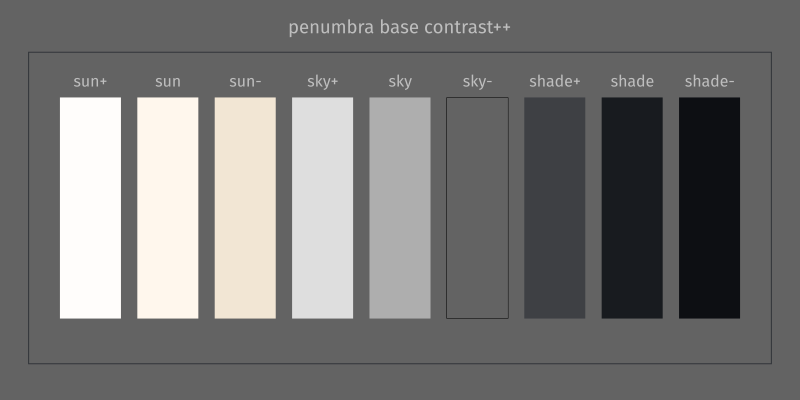 penumbra base contrast++
sun+ sun sun- sky+ sky sky- shade+ shade shade-